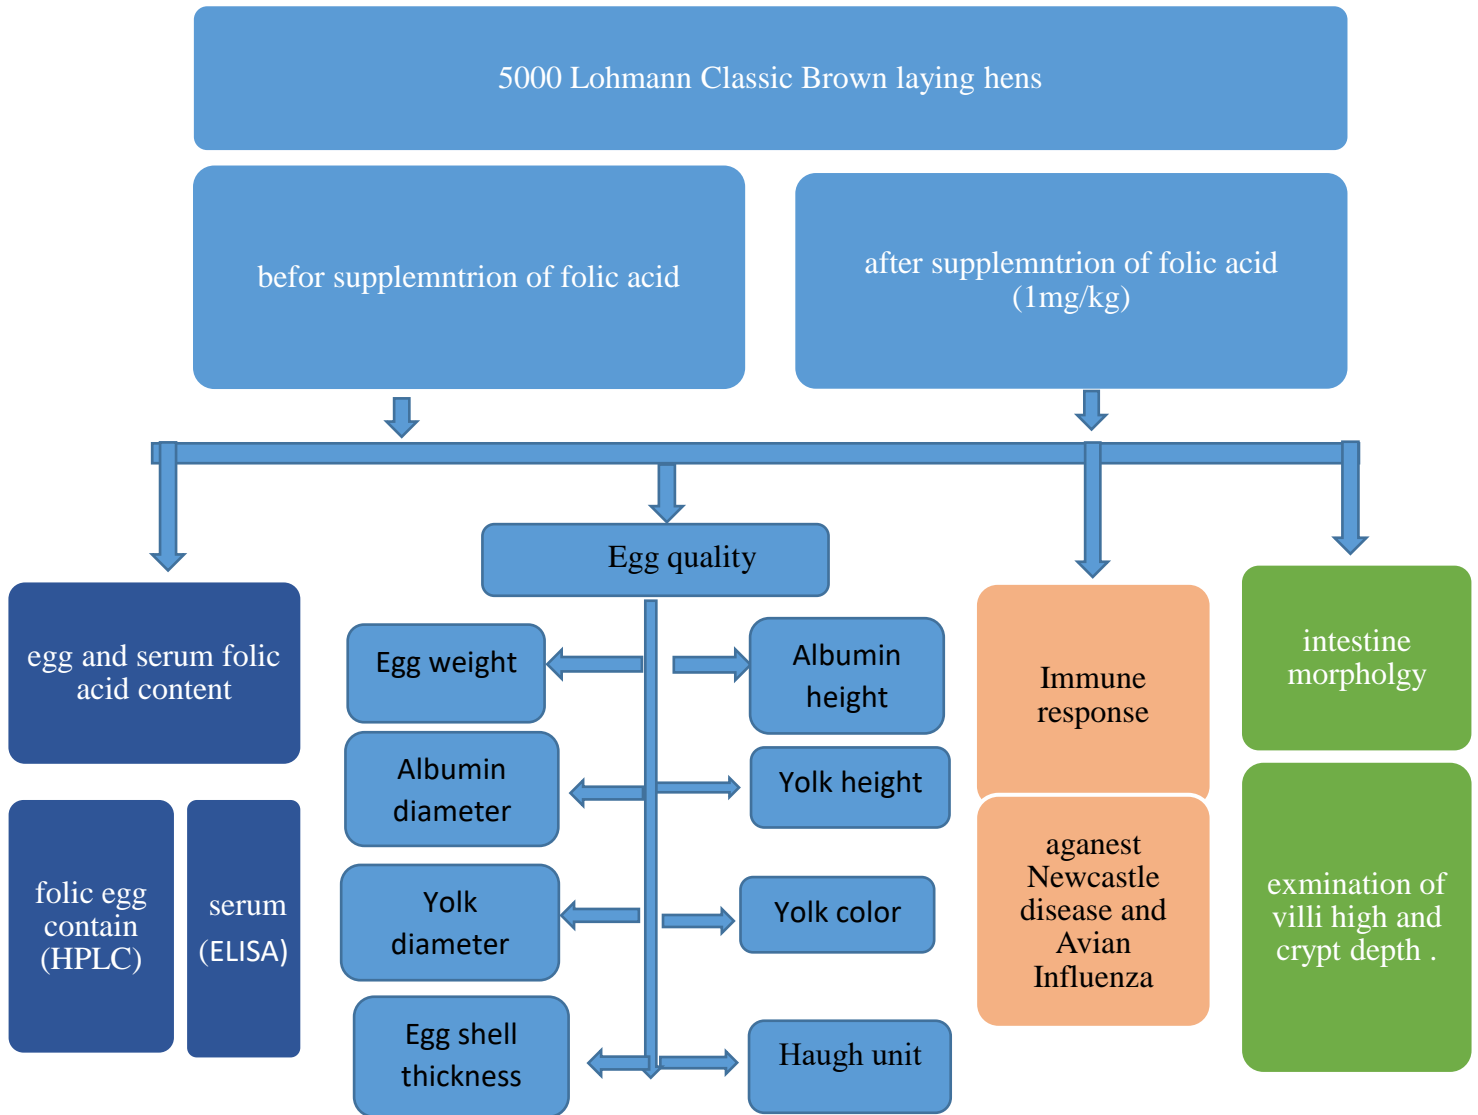 5000 Lohmann Classic Brown laying hens
befor supplemntrion of folic acid
after supplemntrion of folic acid
(1mg/kg)
Egg quality
egg and serum folic
acid content
folic egg
contain
(HPLC)
serum
(ELISA)
Egg weight
Albumin
height
Albumin
diameter
Yolk height
Yolk
diameter
Yolk color
Egg shell
thickness
Haugh unit
Immune
response
aganest
Newcastle
disease and
Avian
Influenza
intestine
morpholgy
exmination of
villi high and
crypt depth .